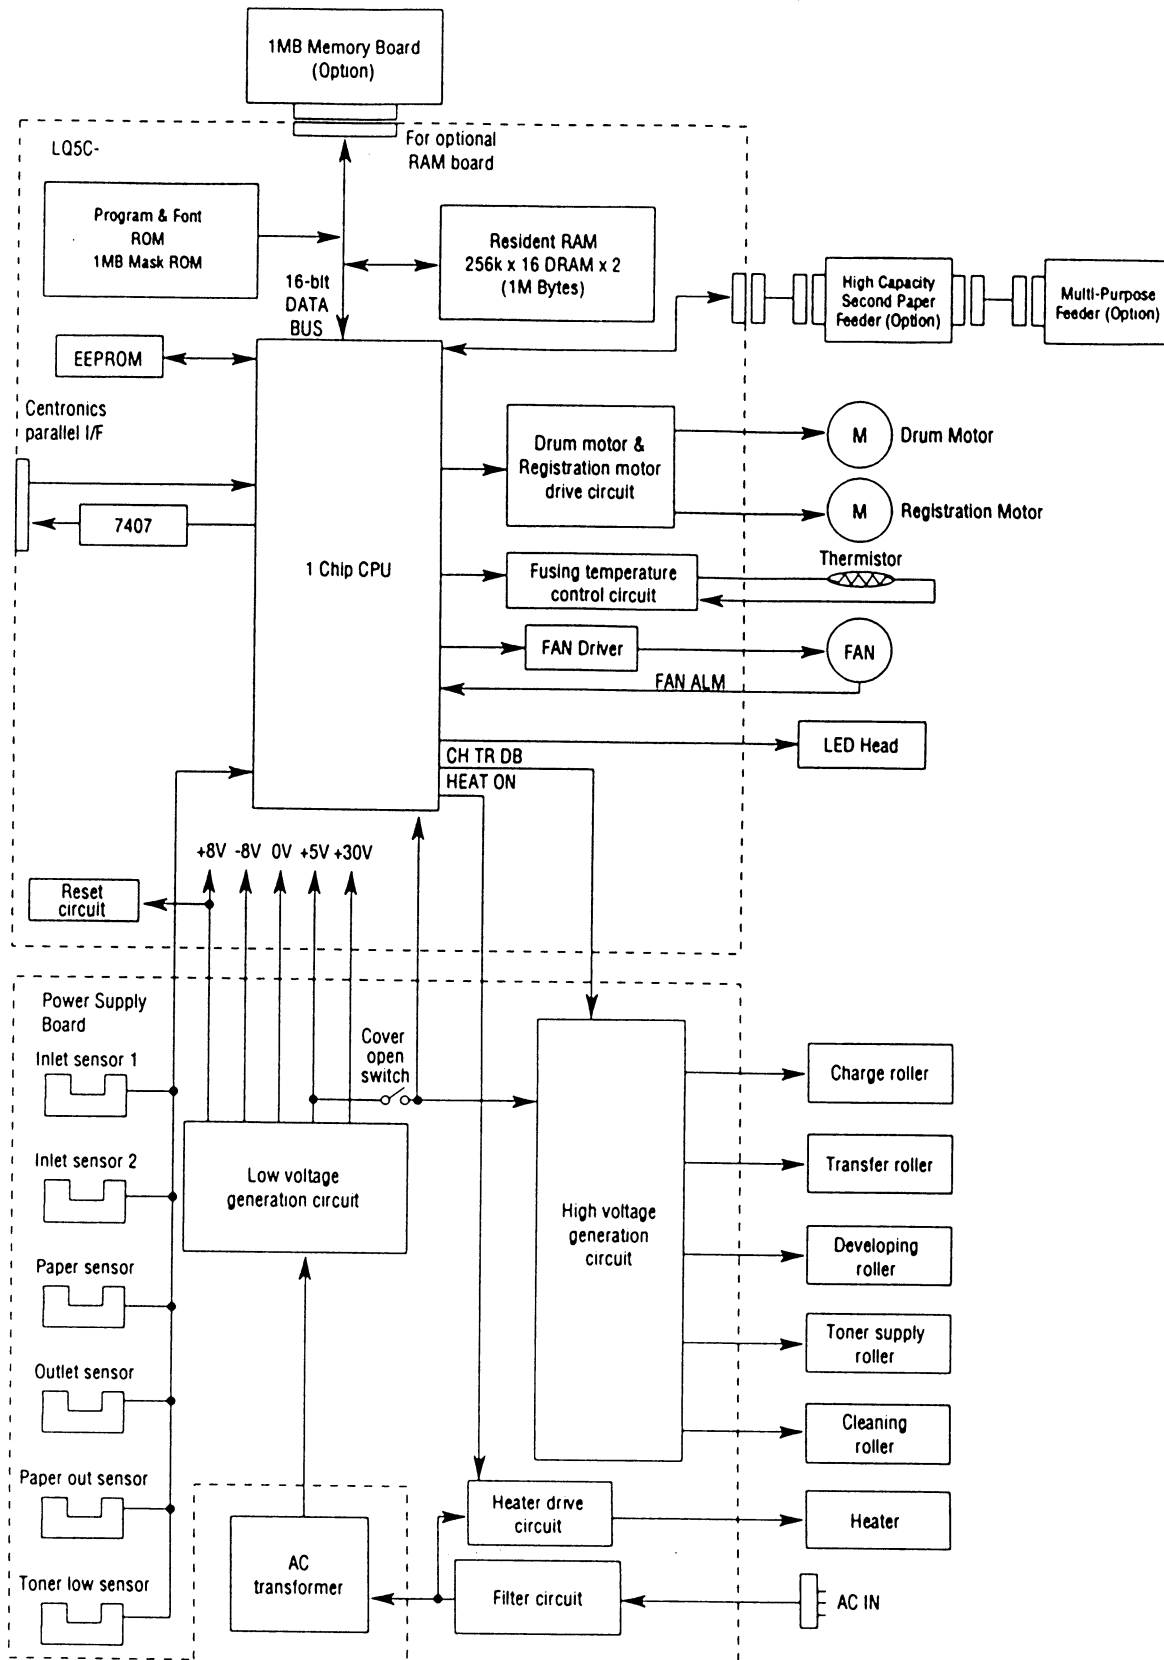 1MB Memory Board
(Option)
For optional
RAM board
LQ5C-
Program & Font
ROM
1MB Mask ROM
Resident RAM
256k x 16 DRAM x 2
(1M Bytes)
16-bit
DATA
BUS
High Capacity
Second Paper
Feeder (Option)
Multi-Purpose
Feeder (Option)
EEPROM
Centronics
parallel I/F
7407
1 Chip CPU
Drum motor &
Registration motor
drive circuit
M
Drum Motor
M
Registration Motor
Thermistor
Fusing temperature
control circuit
FAN Driver
FAN
FAN ALM
LED Head
CH TR DB
HEAT ON
+8V -8V 0V +5V +30V
Reset
circuit
Power Supply
Board
Cover
open
switch
Inlet sensor 1
Inlet sensor 2
Paper sensor
Outlet sensor
Paper out sensor
Toner low sensor
Low voltage
generation circuit
High voltage
generation
circuit
Charge roller
Transfer roller
Developing
roller
Toner supply
roller
Cleaning
roller
Heater drive
circuit
Heater
AC
transformer
Filter circuit
AC IN